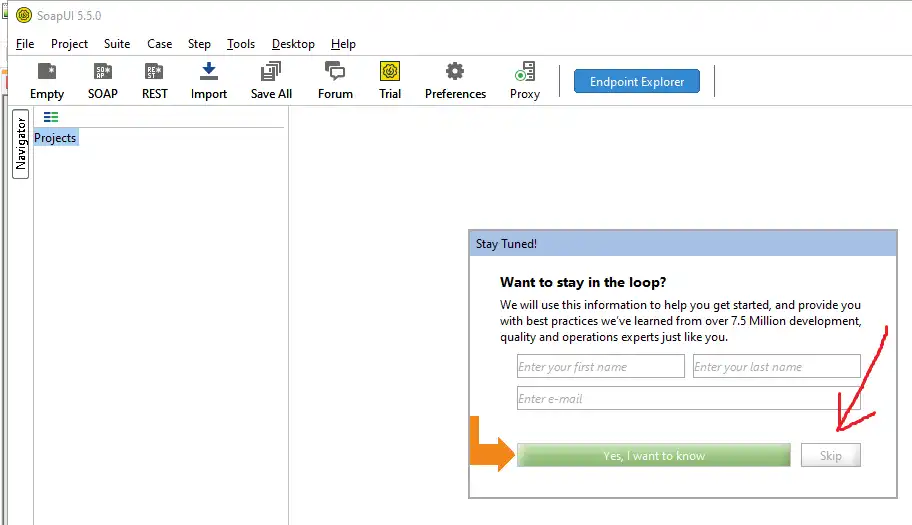 SoapUI 5.5.0
File Project Suite Case Step Tools Desktop Help
SO AP RE ST
Empty SOAP REST Import Save All Forum Trial Preferences Proxy Endpoint Explorer
Navigator
Projects
Stay Tuned!
Want to stay in the loop?
We will use this information to help you get started, and provide you
with best practices we've learned from over 7.5 Million development,
quality and operations experts just like you.
Enter your first name Enter your last name
Enter e-mail
Yes, I want to know Skip